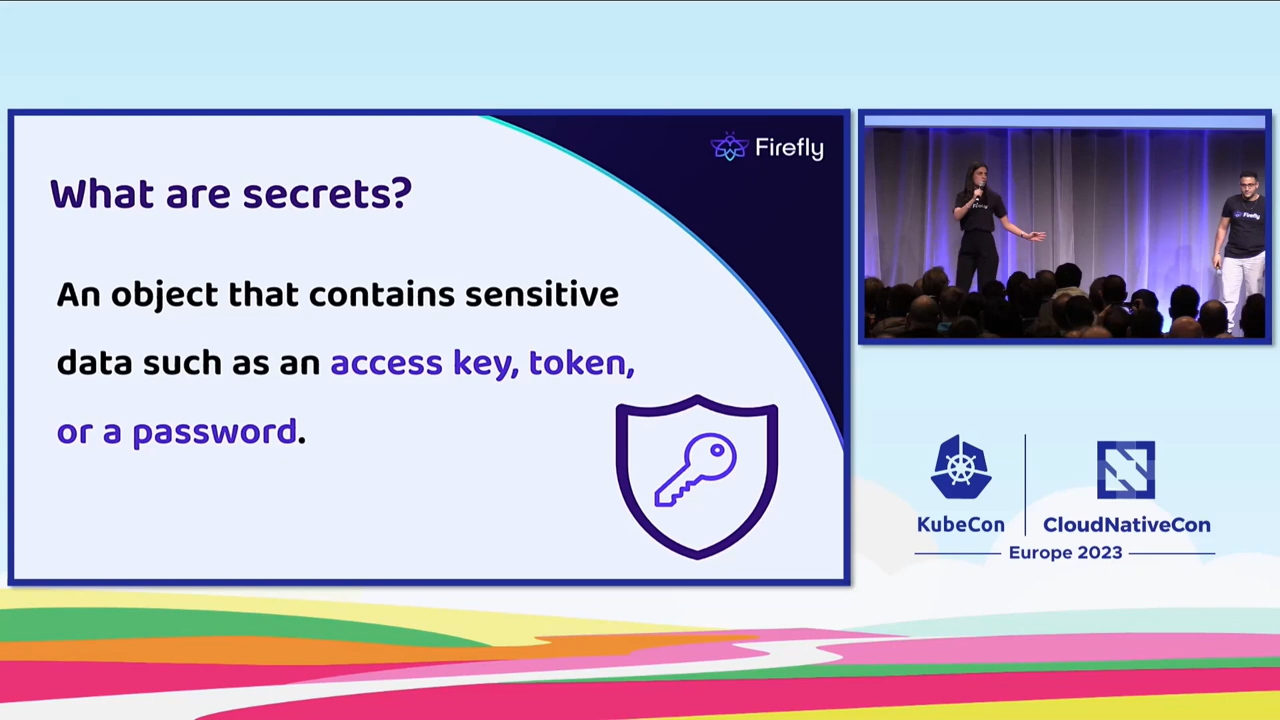 Firefly
What are secrets?
An object that contains sensitive
data such as an access key, token,
or a password.
Firefly
KubeCon
CloudNativeCon
Europe 2023